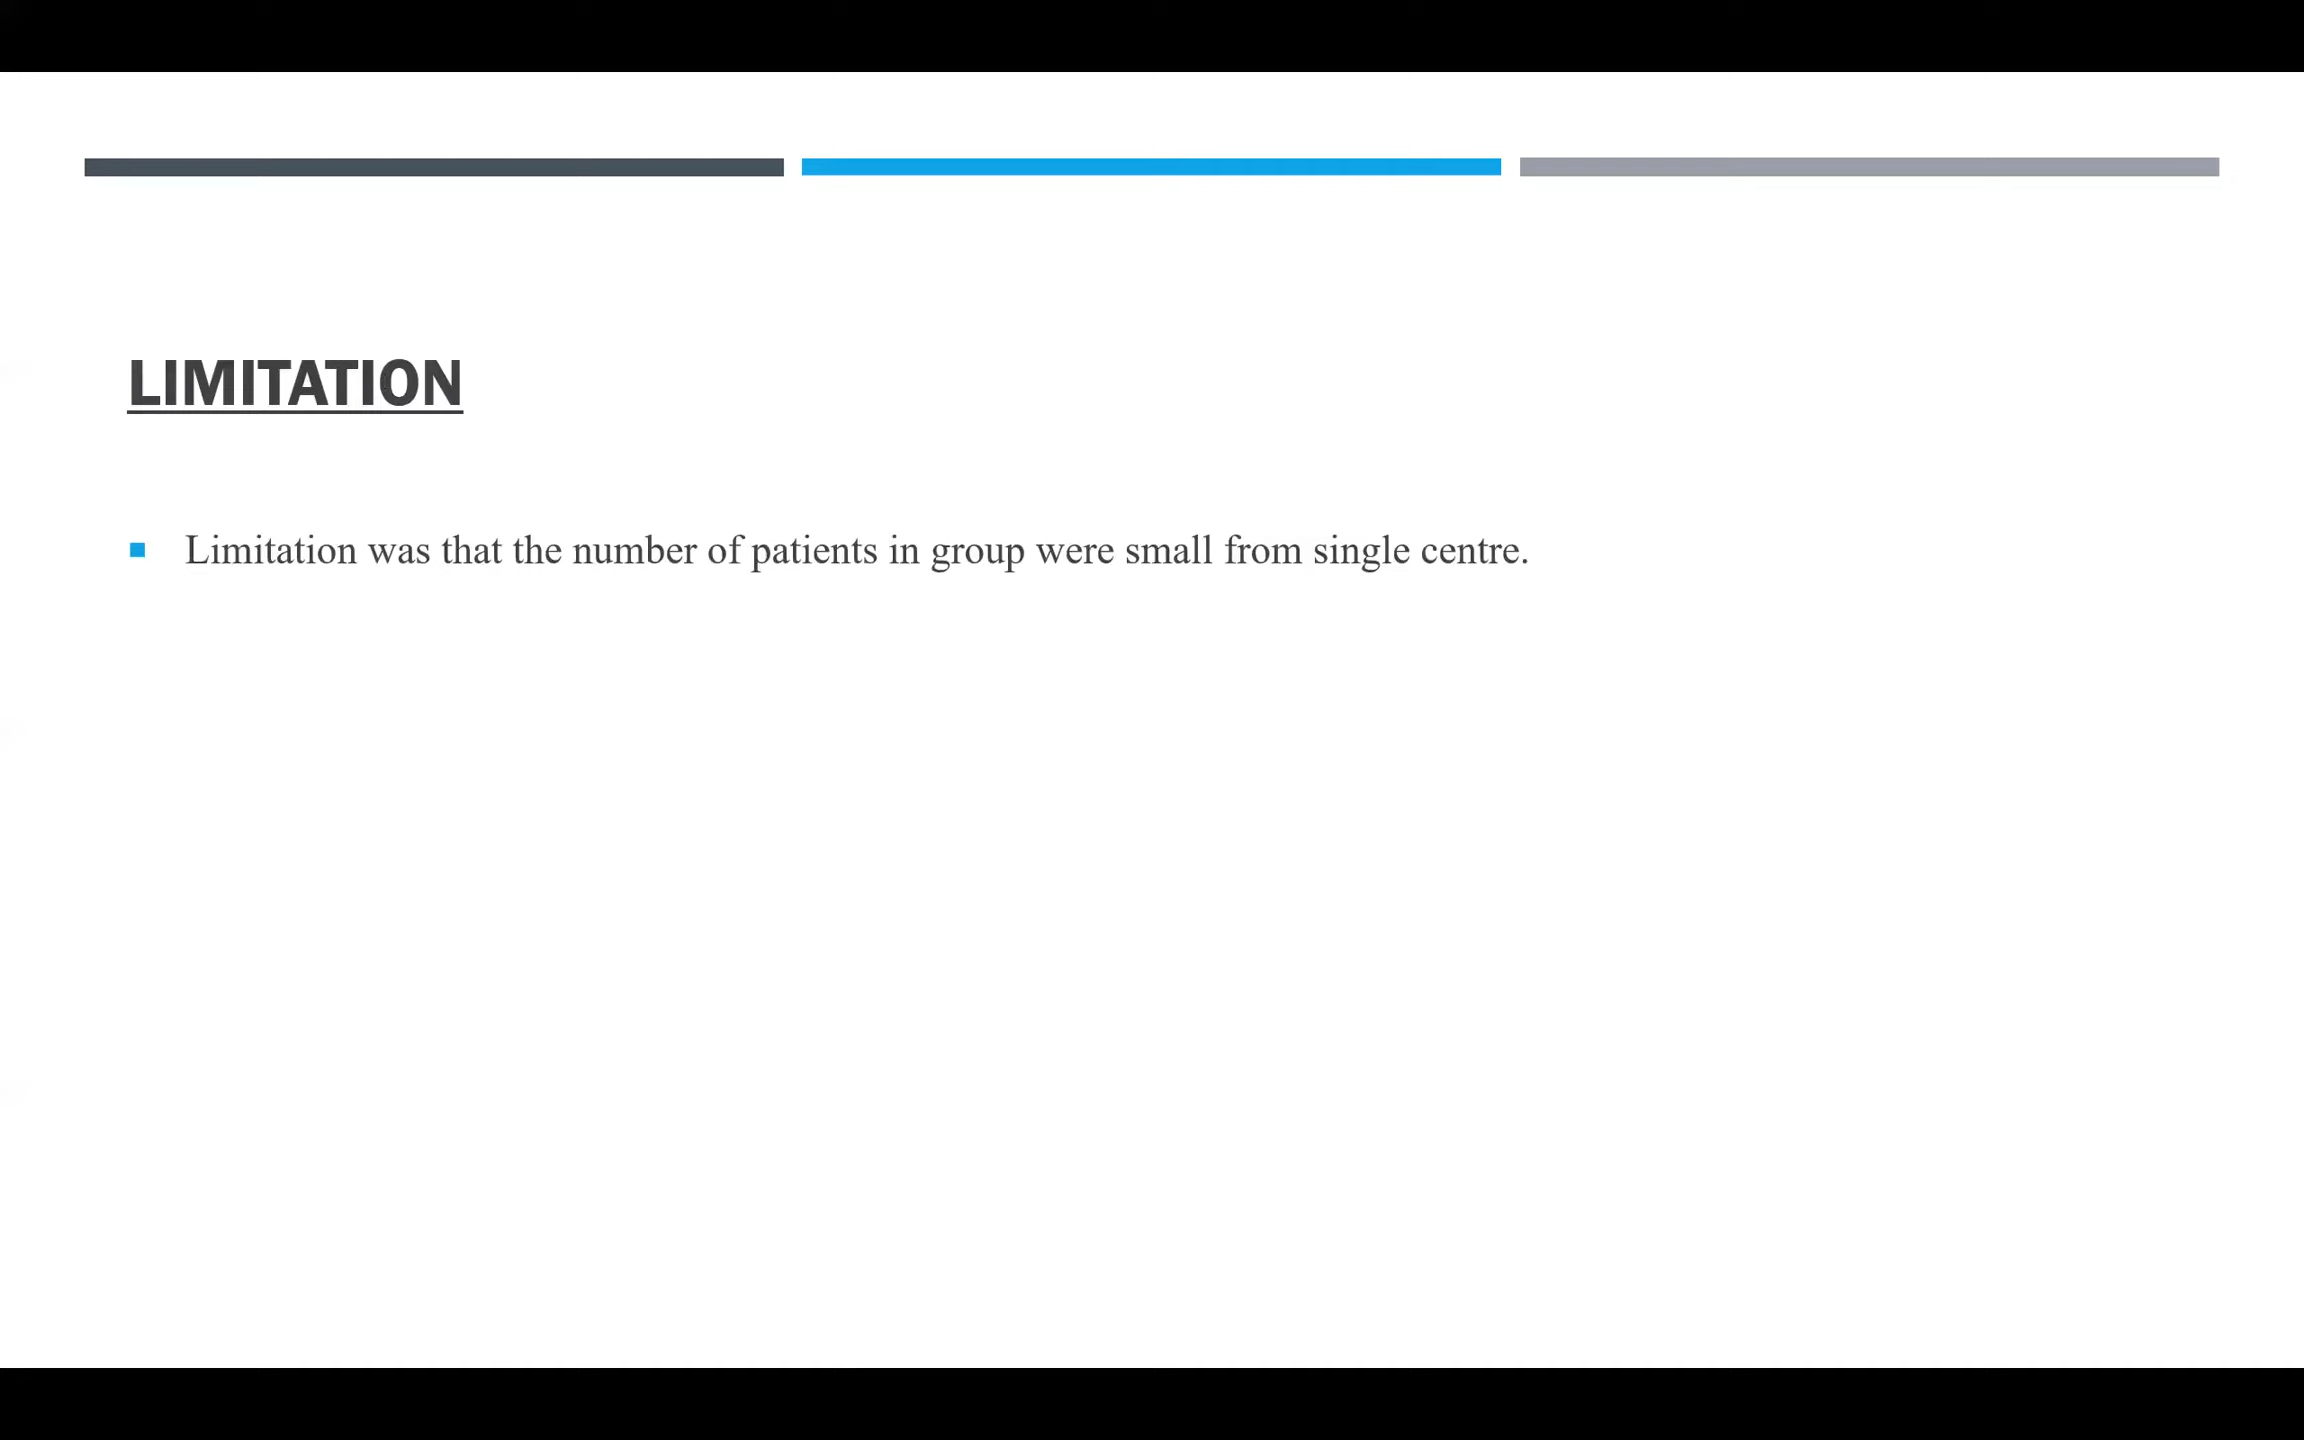 LIMITATION
Limitation was that the number of patients in group were small from single centre.